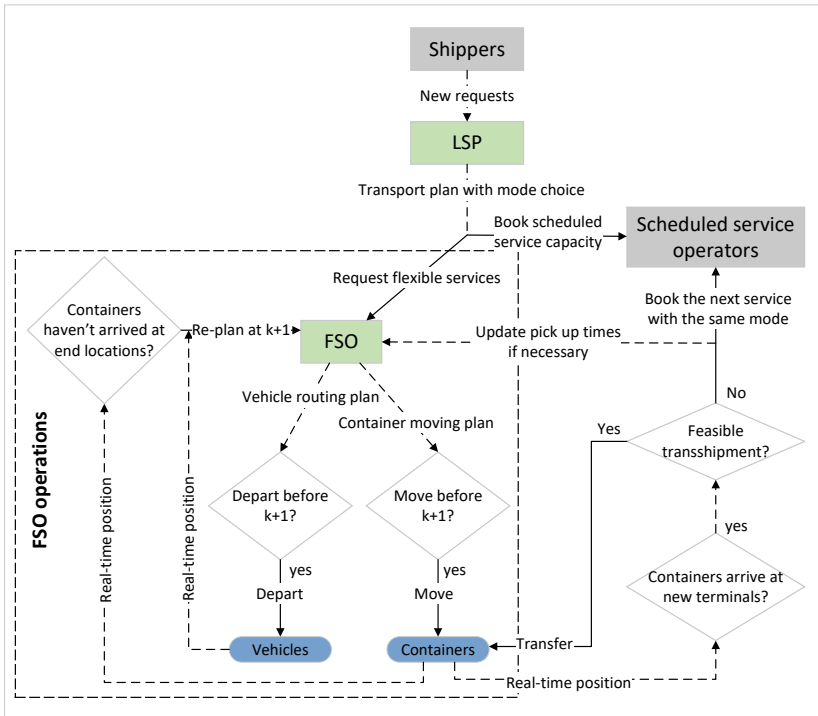 Shippers
New requests
LSP
Transport plan with mode choice
Book scheduled
service capacity
Scheduled service
operators
Request flexible services
Book the next service
with the same mode
Containers
haven't arrived at
end locations?
Re-plan at k+1
FSO
Update pick up times
if necessary
Vehicle routing plan
Container moving plan
No
Yes
Feasible
transshipment?
FSO operations
Real-time position
Real-time position
Depart before
k+1?
Move before
k+1?
yes
yes
yes
Depart
Move
Containers arrive at
new terminals?
Vehicles
Containers
Transfer
Real-time position